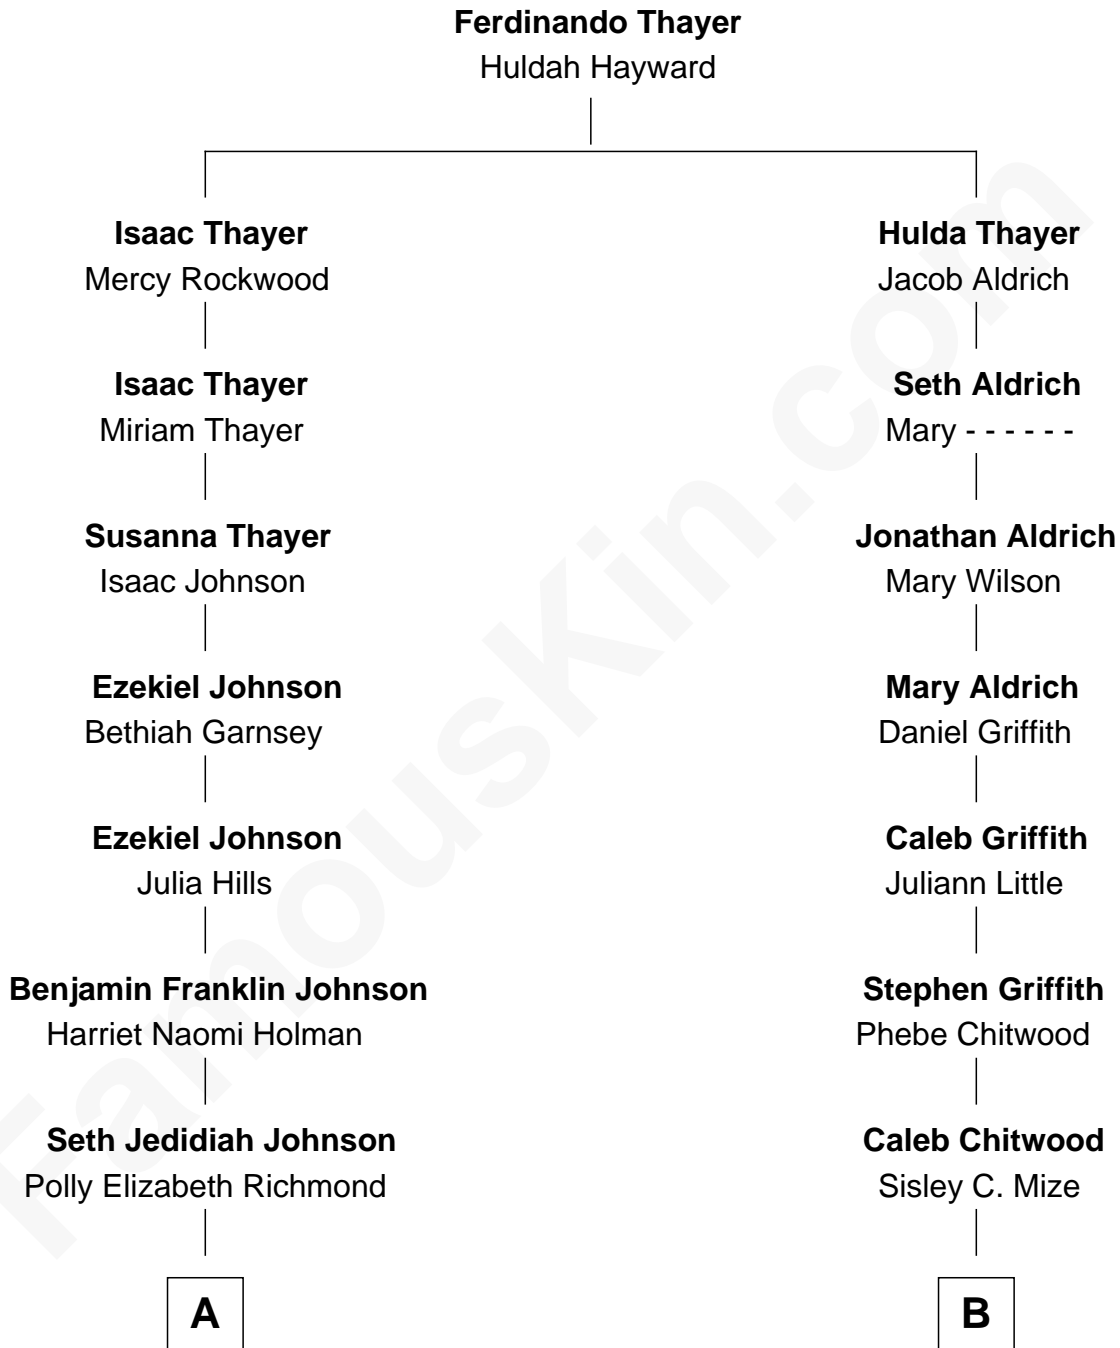 Ferdinando Thayer
Huldah Hayward
Isaac Thayer
Mercy Rockwood
Hulda Thayer
Jacob Aldrich
Isaac Thayer
Miriam Thayer
Seth Aldrich
Mary - - - - - -
Susanna Thayer
Isaac Johnson
Jonathan Aldrich
Mary Wilson
Ezekiel Johnson
Bethiah Garnsey
Mary Aldrich
Daniel Griffith
Ezekiel Johnson
Julia Hills
Caleb Griffith
Juliann Little
Benjamin Franklin Johnson
Harriet Naomi Holman
Stephen Griffith
Phebe Chitwood
Seth Jedidiah Johnson
Polly Elizabeth Richmond
Caleb Chitwood
Sisley C. Mize
A
B
FamousKin.com